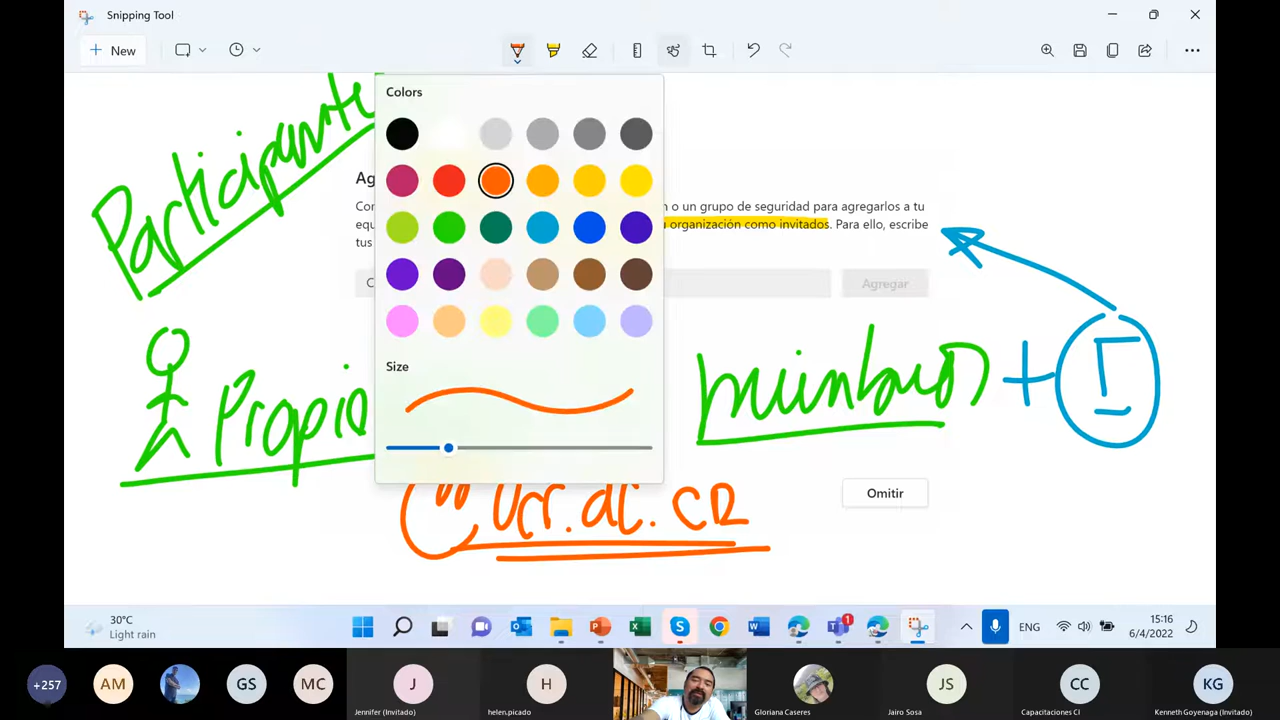 Snipping Tool
New
Participante
Colors
Ag
Con
n o un grupo de seguridad para agregarlos a tu
equ
organización como invitados. Para ello, escribe
tus
C
Agregar
Size
Propio
miembros + I
Omitir
ucr.ac.cr
30°C
Light rain
ENG
15:16
6/4/2022
1
+257
AM
GS
MC
J
H
JS
CC
KG
Jennifer (Invitado)
helen.picado
Gloriana Caseres
Jairo Sosa
Capacitaciones CI
Kenneth Goyenaga (Invitado)